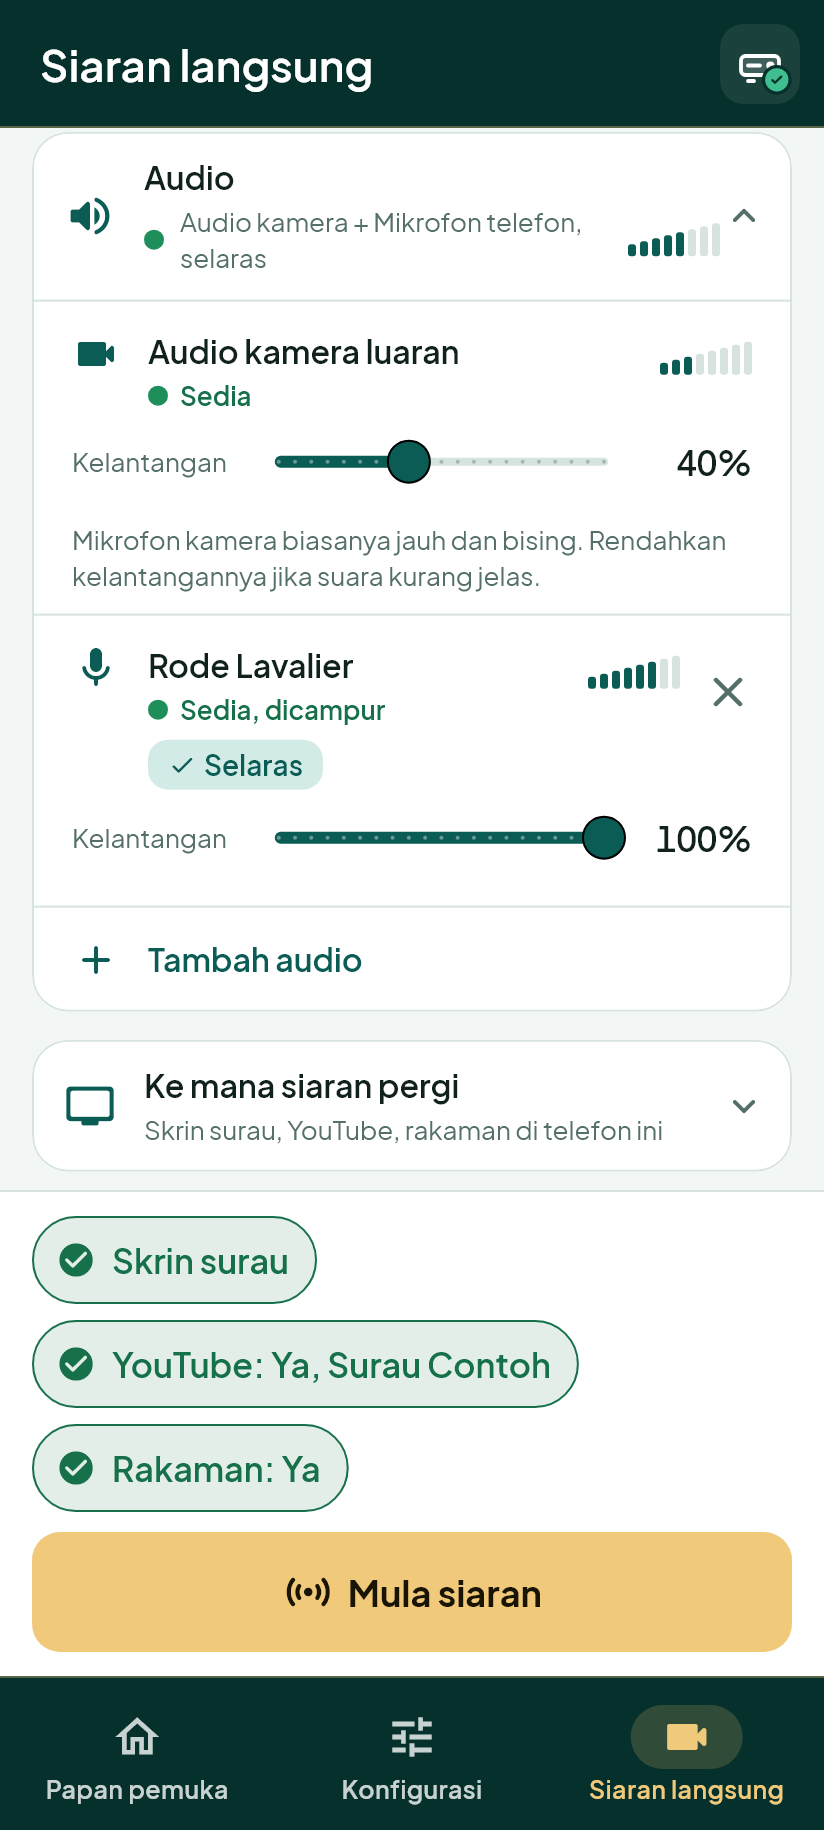 Siaran langsung
Audio
Audio kamera + Mikrofon telefon,
selaras
Audio kamera luaran
Sedia
Kelantangan
40%
Mikrofon kamera biasanya jauh dan bising. Rendahkan
kelantangannya jika suara kurang jelas.
Rode Lavalier
Sedia, dicampur
Selaras
Kelantangan
100%
Tambah audio
Ke mana siaran pergi
Skrin surau, YouTube, rakaman di telefon ini
Skrin surau
YouTube: Ya, Surau Contoh
Rakaman: Ya
Mula siaran
Papan pemuka
Konfigurasi
Siaran langsung